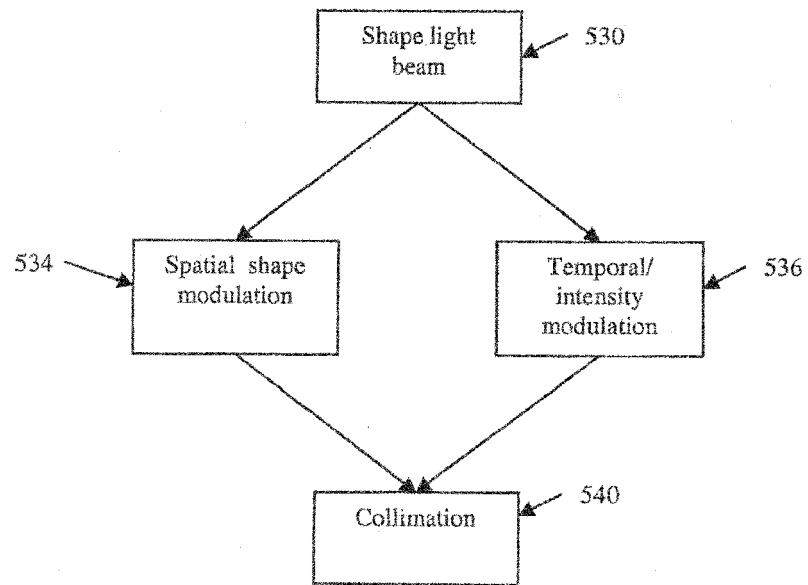 Shape light
beam
530
534
Spatial shape
modulation
Temporal/
intensity
modulation
536
Collimation
540